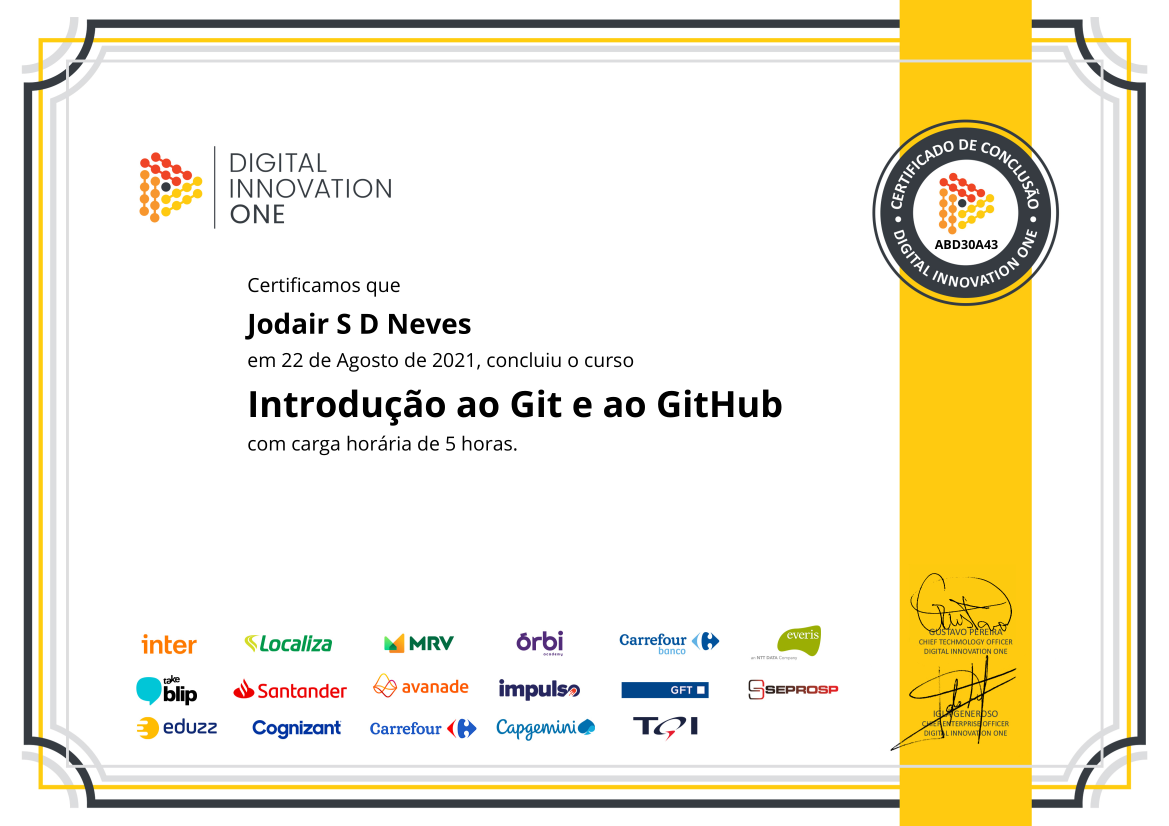 DIGITAL
INNOVATION
ONE
CERTIFICADO DE CONCLUSÃO
ABD30A43
DIGITAL INNOVATION ONE
Certificamos que
Jodair S D Neves
em 22 de Agosto de 2021, concluiu o curso
Introdução ao Git e ao GitHub
com carga horária de 5 horas.
inter
Localiza
MRV
órbi
academy
Carrefour
banco
everis
an NTT DATA Company
take
blip
Santander
avanade
impulso
GFT
SEPROSP
eduzz
Cognizant
Carrefour
Capgemini
TQI
Gustavo
GUSTAVO PEREIRA
CHIEF TECHNOLOGY OFFICER
DIGITAL INNOVATION ONE
IGLÁ GENEROSO
CHIEF ENTERPRISE OFFICER
DIGITAL INNOVATION ONE